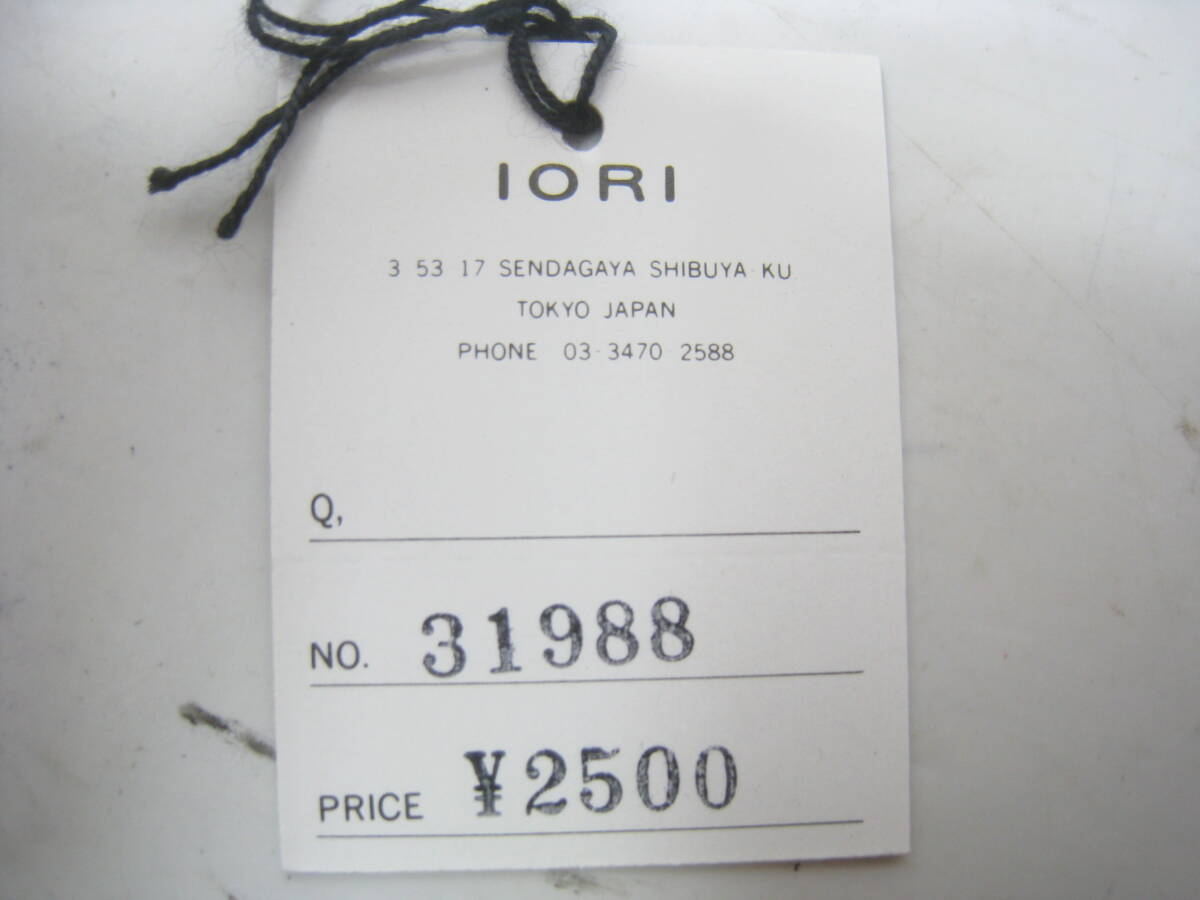 IORI
3 53 17 SENDAGAYA SHIBUYA-KU
TOKYO JAPAN
PHONE 03-3470 2588
Q,
NO. 31988
PRICE ¥2500